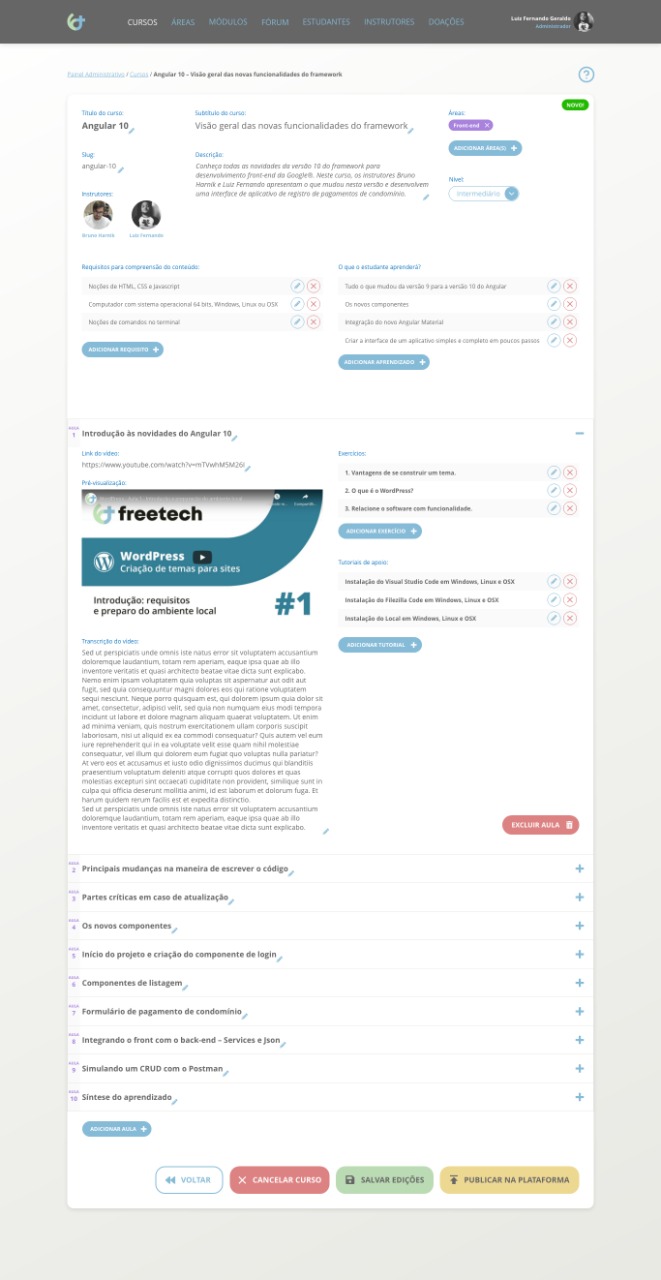 CURSOS ÁREAS MÓDULOS FÓRUM ESTUDANTES INSTRUTORES DOAÇÕES
Luiz Fernando Geraldo
Administrador
Painel Administrativo / Cursos / Angular 10 – Visão geral das novas funcionalidades do framework
?
NOVO!
Título do curso:
Angular 10
Subtítulo do curso:
Visão geral das novas funcionalidades do framework
Áreas:
Front-end
ADICIONAR ÁREA(S)
Slug:
angular-10
Descrição:
Conheça todas as novidades da versão 10 do framework para
desenvolvimento front-end da Google®. Neste curso, os instrutores Bruno
Harnik e Luiz Fernando apresentam o que mudou nesta versão e desenvolvem
uma interface de aplicativo de registro de pagamentos de condomínio.
Nível:
Intermediário
Instrutores:
Bruno Harnik
Luiz Fernando
Requisitos para compreensão do conteúdo:
Noções de HTML, CSS e Javascript
Computador com sistema operacional 64 bits, Windows, Linux ou OSX
Noções de comandos no terminal
ADICIONAR REQUISITO
O que o estudante aprenderá?
Tudo o que mudou da versão 9 para a versão 10 do Angular
Os novos componentes
Integração do novo Angular Material
Criar a interface de um aplicativo simples e completo em poucos passos
ADICIONAR APRENDIZADO
AULA
1
Introdução às novidades do Angular 10
Link do vídeo:
https://www.youtube.com/watch?v=mTVwhM5M26I
Pré-visualização:
freetech
WordPress
Criação de temas para sites
Introdução: requisitos
e preparo do ambiente local
#1
Exercícios:
1. Vantagens de se construir um tema.
2. O que é o WordPress?
3. Relacione o software com funcionalidade.
ADICIONAR EXERCÍCIO
Tutoriais de apoio:
Instalação do Visual Studio Code em Windows, Linux e OSX
Instalação do Filezilla Code em Windows, Linux e OSX
Instalação do Local em Windows, Linux e OSX
ADICIONAR TUTORIAL
Transcrição do vídeo:
Sed ut perspiciatis unde omnis iste natus error sit voluptatem accusantium
doloremque laudantium, totam rem aperiam, eaque ipsa quae ab illo
inventore veritatis et quasi architecto beatae vitae dicta sunt explicabo.
Nemo enim ipsam voluptatem quia voluptas sit aspernatur aut odit aut
fugit, sed quia consequuntur magni dolores eos qui ratione voluptatem
sequi nesciunt. Neque porro quisquam est, qui dolorem ipsum quia dolor sit
amet, consectetur, adipisci velit, sed quia non numquam eius modi tempora
incidunt ut labore et dolore magnam aliquam quaerat voluptatem. Ut enim
ad minima veniam, quis nostrum exercitationem ullam corporis suscipit
laboriosam, nisi ut aliquid ex ea commodi consequatur? Quis autem vel eum
iure reprehenderit qui in ea voluptate velit esse quam nihil molestiae
consequatur, vel illum qui dolorem eum fugiat quo voluptas nulla pariatur?
At vero eos et accusamus et iusto odio dignissimos ducimus qui blanditiis
praesentium voluptatum deleniti atque corrupti quos dolores et quas
molestias excepturi sint occaecati cupiditate non provident, similique sunt in
culpa qui officia deserunt mollitia animi, id est laborum et dolorum fuga. Et
harum quidem rerum facilis est et expedita distinctio.
Sed ut perspiciatis unde omnis iste natus error sit voluptatem accusantium
doloremque laudantium, totam rem aperiam, eaque ipsa quae ab illo
inventore veritatis et quasi architecto beatae vitae dicta sunt explicabo.
EXCLUIR AULA
AULA
2
Principais mudanças na maneira de escrever o código
AULA
3
Partes críticas em caso de atualização
AULA
4
Os novos componentes
AULA
5
Início do projeto e criação do componente de login
AULA
6
Componentes de listagem
AULA
7
Formulário de pagamento de condomínio
AULA
8
Integrando o front com o back-end – Services e Json
AULA
9
Simulando um CRUD com o Postman
AULA
10
Síntese do aprendizado
ADICIONAR AULA
VOLTAR
CANCELAR CURSO
SALVAR EDIÇÕES
PUBLICAR NA PLATAFORMA